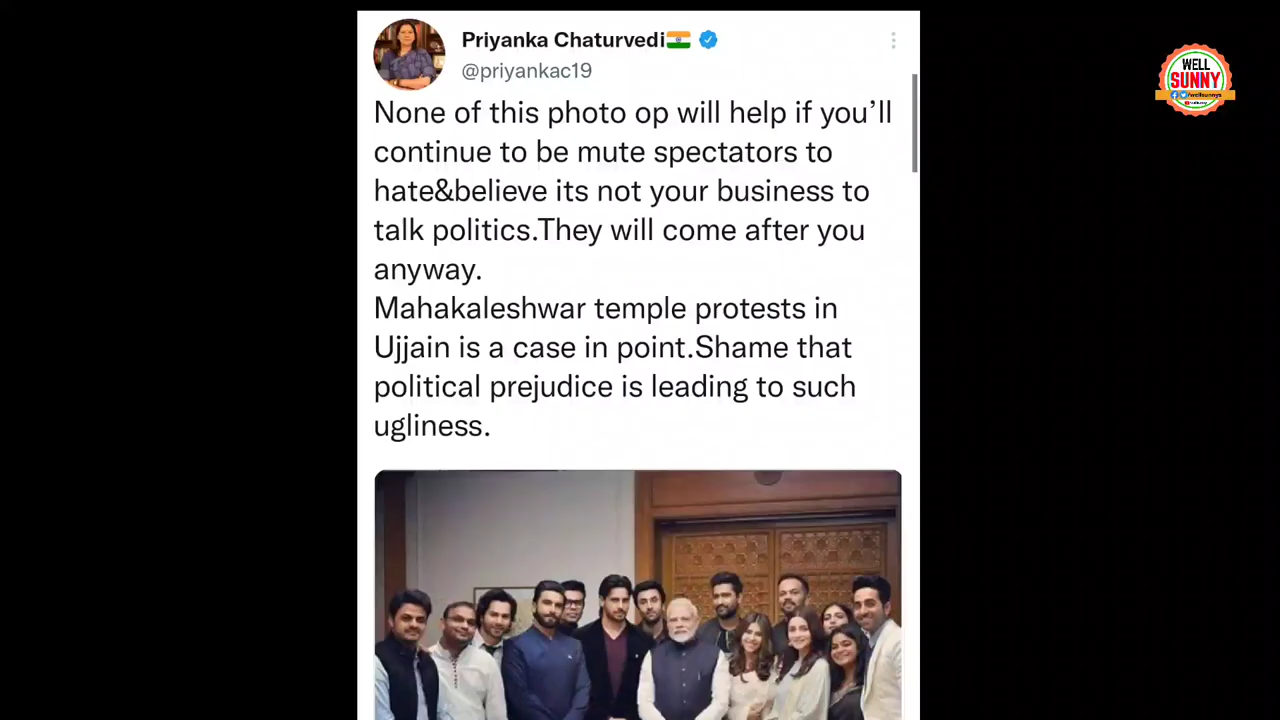 Priyanka Chaturvedi
@priyankac19
None of this photo op will help if you’ll
continue to be mute spectators to
hate&believe its not your business to
talk politics.They will come after you
anyway.
Mahakaleshwar temple protests in
Ujjain is a case in point.Shame that
political prejudice is leading to such
ugliness.
WELL
SUNNY